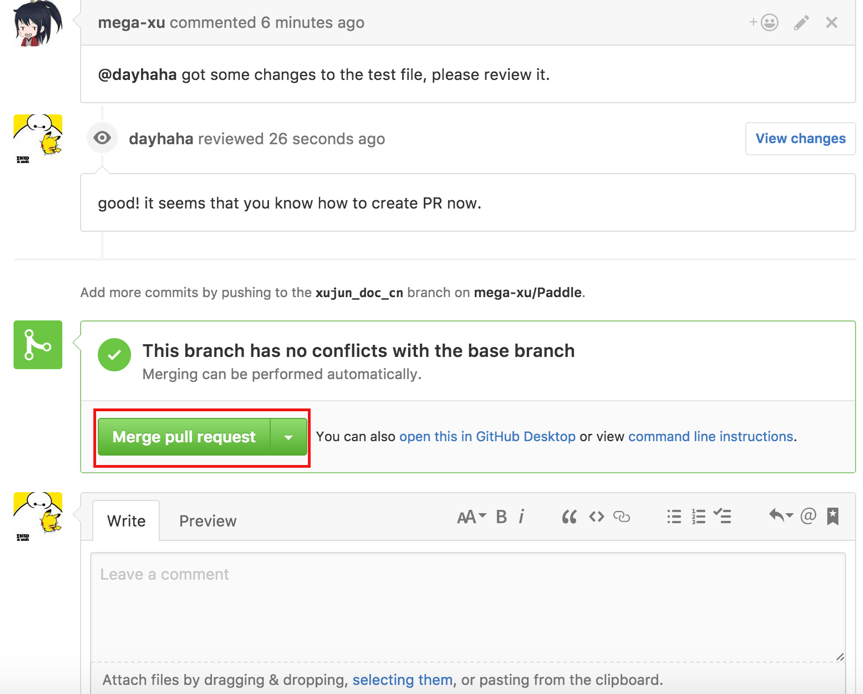 mega-xu commented 6 minutes ago
@dayhaha got some changes to the test file, please review it.
dayhaha reviewed 26 seconds ago
View changes
good! it seems that you know how to create PR now.
Add more commits by pushing to the xujun_doc_cn branch on mega-xu/Paddle.
This branch has no conflicts with the base branch
Merging can be performed automatically.
Merge pull request
You can also open this in GitHub Desktop or view command line instructions.
Write
Preview
AA B i
Leave a comment
Attach files by dragging & dropping, selecting them, or pasting from the clipboard.